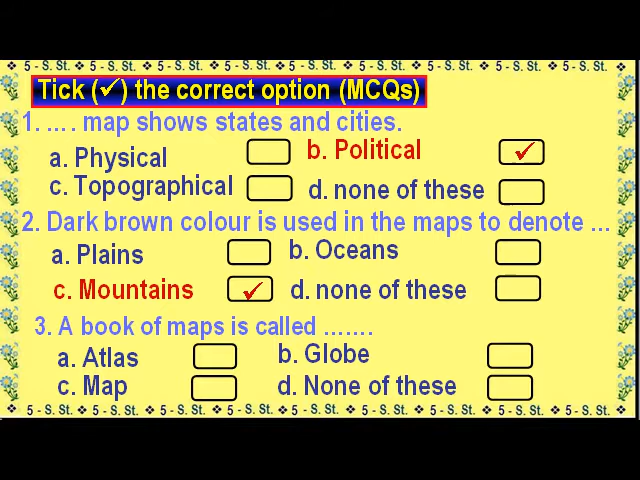 5 - S. St. ❖ 5 - S. St. ❖ 5 - S. St. ❖ 5 - S. St. ❖ 5 - S. St. ❖ 5 - S. St. ❖ 5 - S. St. ❖ 5 - S. St. ❖ 5 - S. St.
Tick (✓) the correct option (MCQs)
1. .... map shows states and cities.
a. Physical b. Political ✓
c. Topographical d. none of these
2. Dark brown colour is used in the maps to denote ...
a. Plains b. Oceans
c. Mountains ✓ d. none of these
3. A book of maps is called .......
a. Atlas b. Globe
c. Map d. None of these
❖ 5 - S. St. ❖ 5 - S. St. ❖ 5 - S. St. ❖ 5 - S. St. ❖ 5 - S. St. ❖ 5 - S. St. ❖ 5 - S. St. ❖ 5 - S. St. ❖ 5 - S. St. ❖